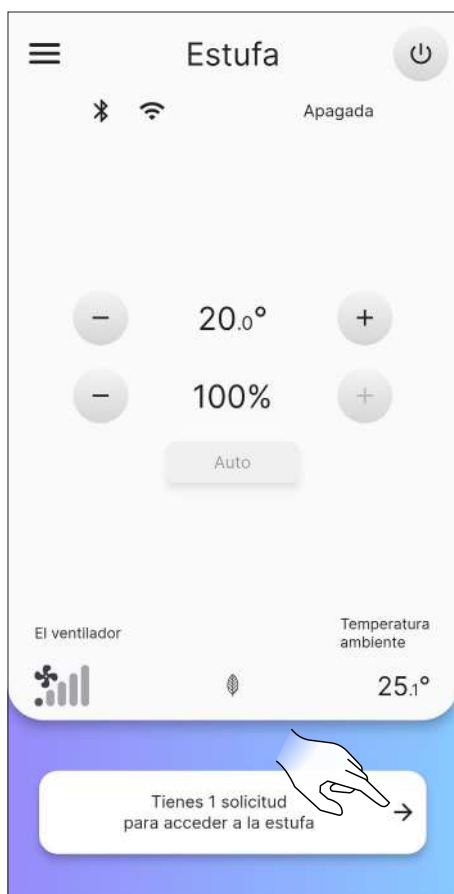 Estufa
Apagada
20.0°
100%
Auto
El ventilador
Temperatura
ambiente
25.1°
Tienes 1 solicitud
para acceder a la estufa